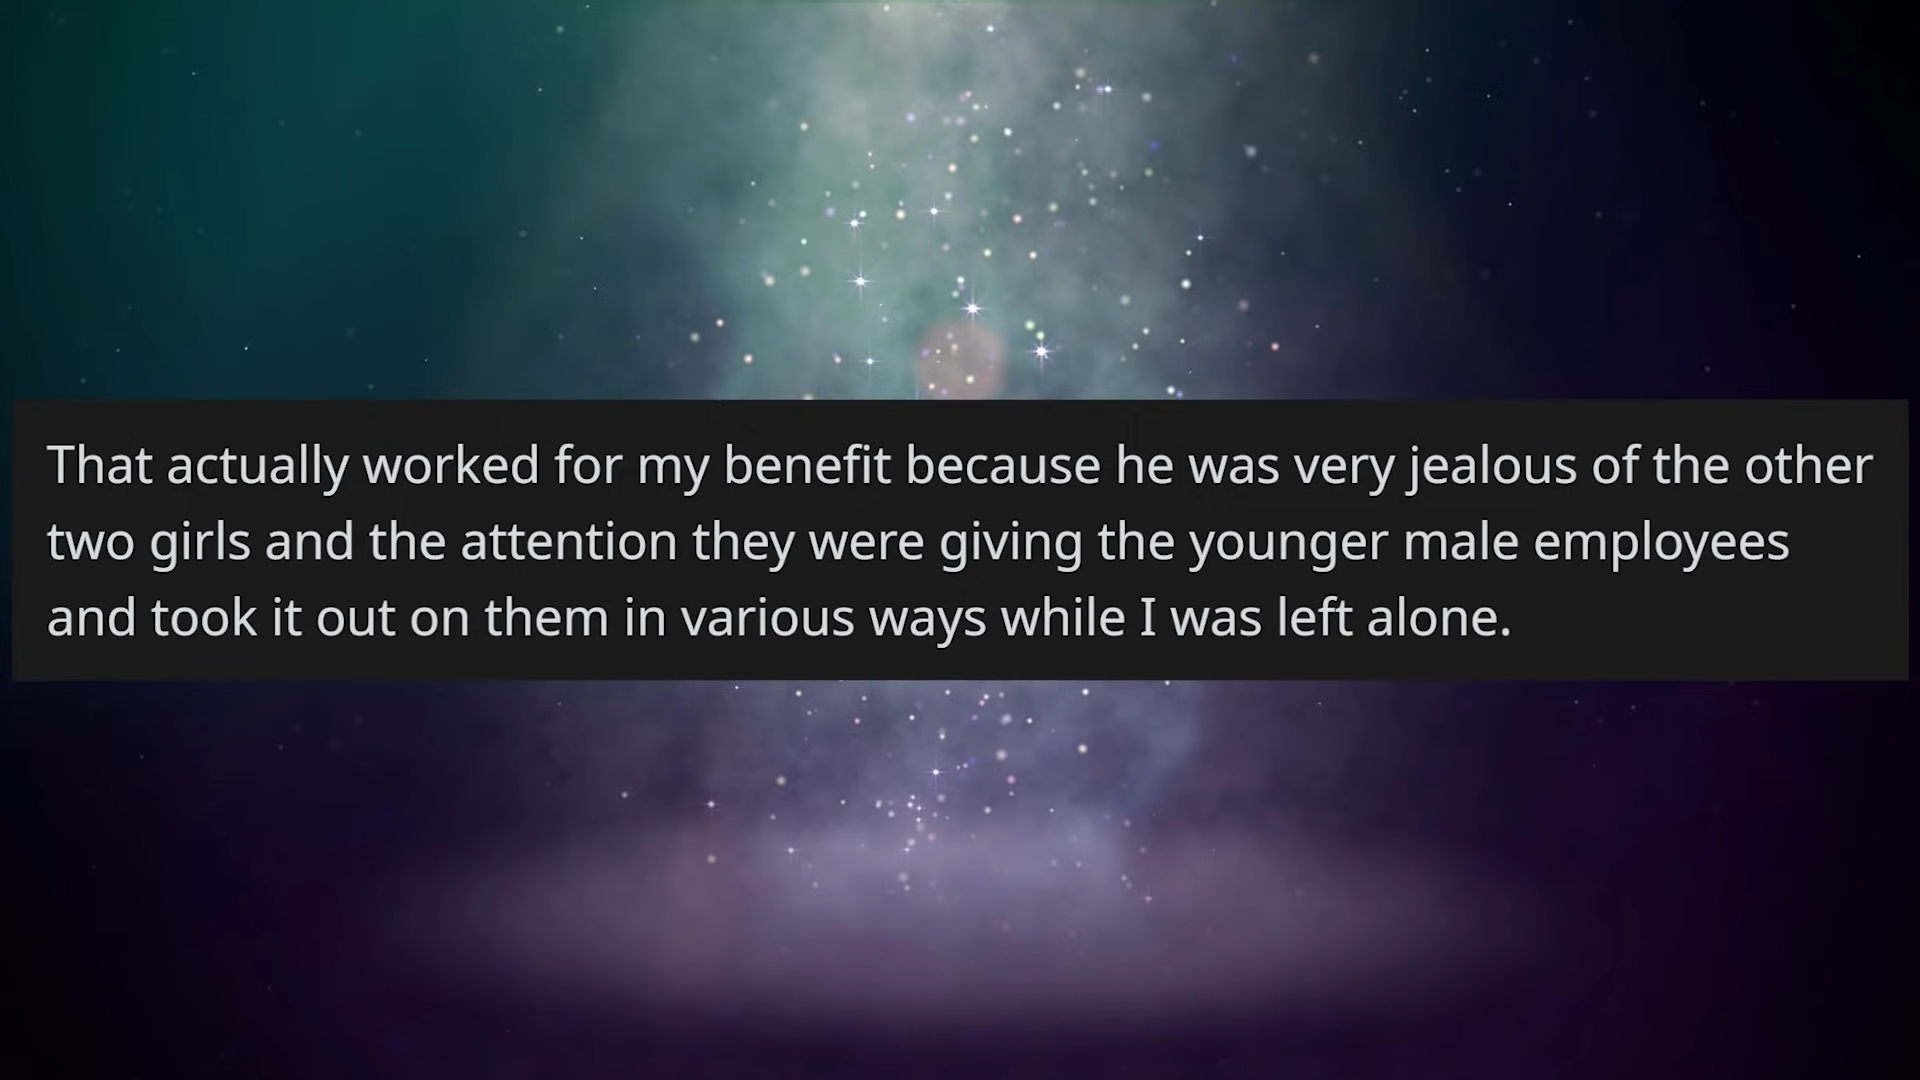 That actually worked for my benefit because he was very jealous of the other
two girls and the attention they were giving the younger male employees
and took it out on them in various ways while I was left alone.